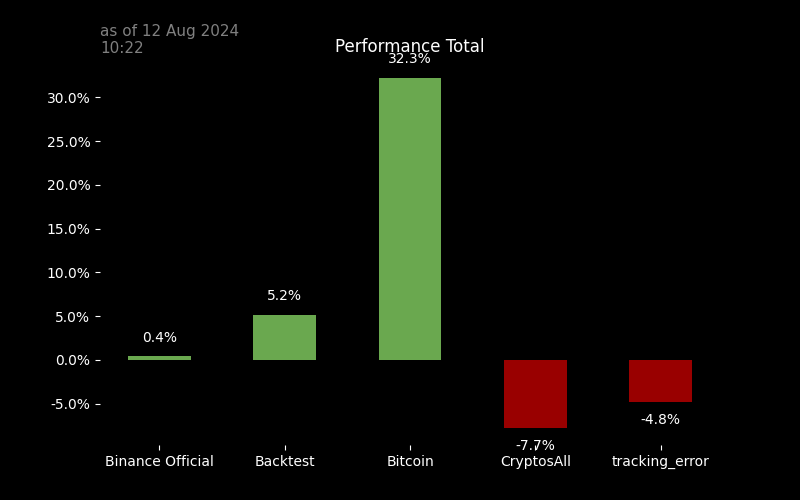 as of 12 Aug 2024
10:22
Performance Total
32.3%
30.0%
25.0%
20.0%
15.0%
10.0%
5.2%
5.0%
0.4%
0.0%
-5.0%
-4.8%
-7.7%
Binance Official
Backtest
Bitcoin
CryptosAll
tracking_error